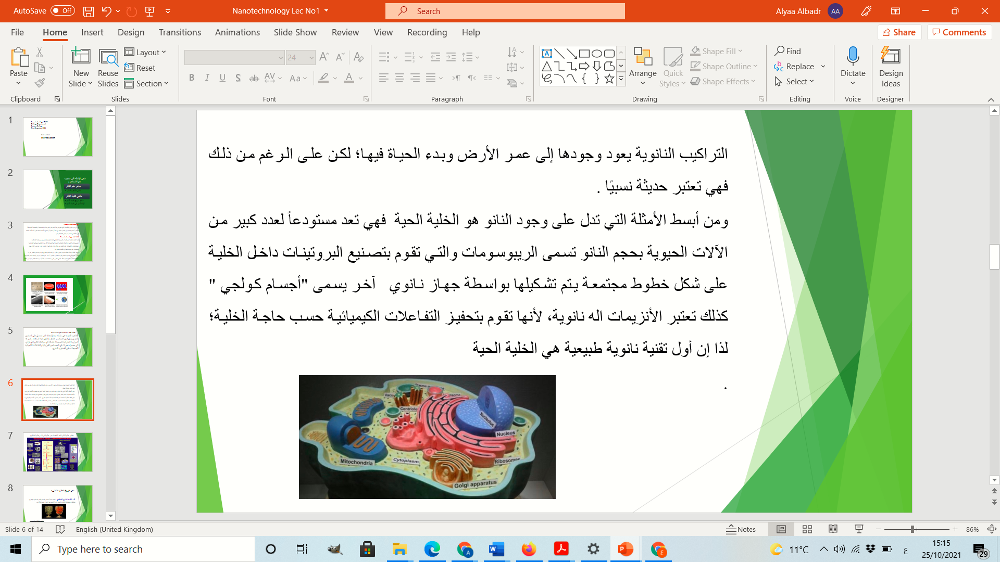 AutoSave Off
Nanotechnology Lec No1
Search
Alyaa Albadr AA
File Home Insert Design Transitions Animations Slide Show Review View Recording Help
Share Comments
Paste
Clipboard
New Slide
Reuse Slides
Layout
Reset
Section
Slides
24
B I U S ab AV Aa A
Font
Paragraph
Arrange
Quick Styles
Shape Fill
Shape Outline
Shape Effects
Drawing
Find
Replace
Select
Editing
Dictate
Voice
Design Ideas
Designer
1
Introduction
2
3
4
5
6
7
8
التراكيب النانوية يعود وجودها إلى عمر الأرض وبدء الحياة فيها؛ لكن على الرغم من ذلك
فهي تعتبر حديثة نسبيًا .
ومن أبسط الأمثلة التي تدل على وجود النانو هو الخلية الحية فهي تعد مستودعاً لعدد كبير من
الآلات الحيوية بحجم النانو تسمى الريبوسومات والتي تقوم بتصنيع البروتينات داخل الخلية
على شكل خطوط مجتمعة يتم تشكيلها بواسطة جهاز نانوي آخر يسمى "أجسام كولجي "
كذلك تعتبر الأنزيمات اله نانوية، لأنها تقوم بتحفيز التفاعلات الكيميائية حسب حاجة الخلية؛
لذا إن أول تقنية نانوية طبيعية هي الخلية الحية
.
Centriole
Nucleolus
Nucleus
Mitochondria
Cytoplasm
Ribosomes
Golgi apparatus
Slide 6 of 14
English (United Kingdom)
Notes
86%
Type here to search
11°C
ع
15:15
25/10/2021
29